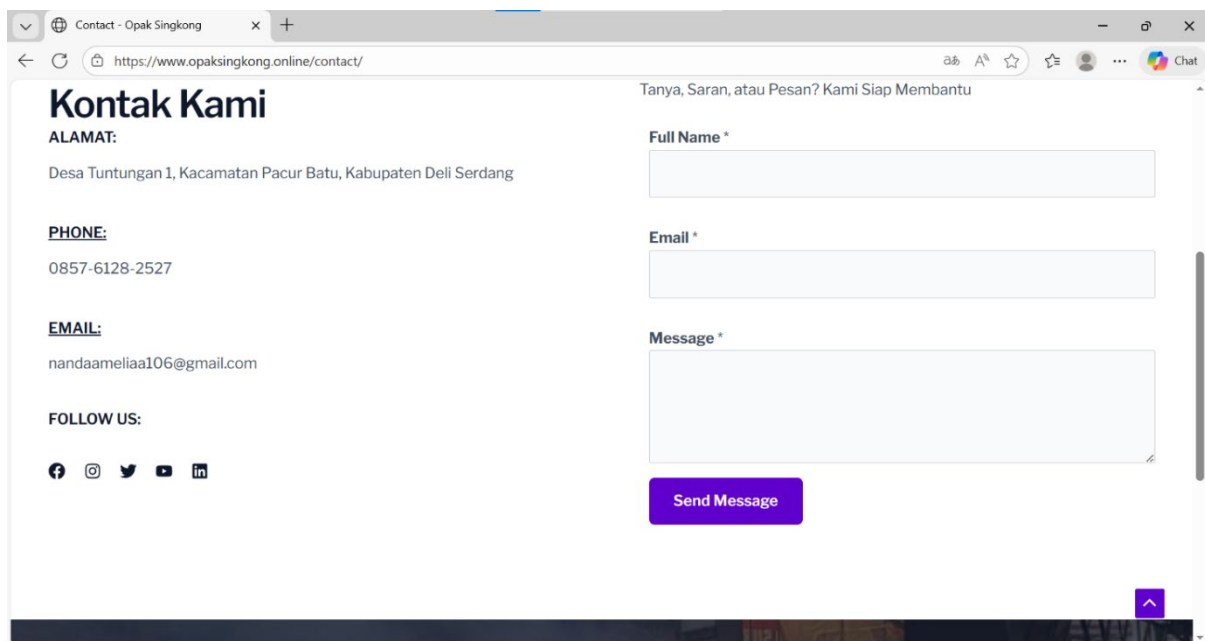 Contact - Opak Singkong
https://www.opaksingkong.online/contact/
Chat
Kontak Kami
ALAMAT:
Desa Tuntungan 1, Kacamatan Pacur Batu, Kabupaten Deli Serdang
PHONE:
0857-6128-2527
EMAIL:
nandaameliaa106@gmail.com
FOLLOW US:
Tanya, Saran, atau Pesan? Kami Siap Membantu
Full Name *
Email *
Message *
Send Message